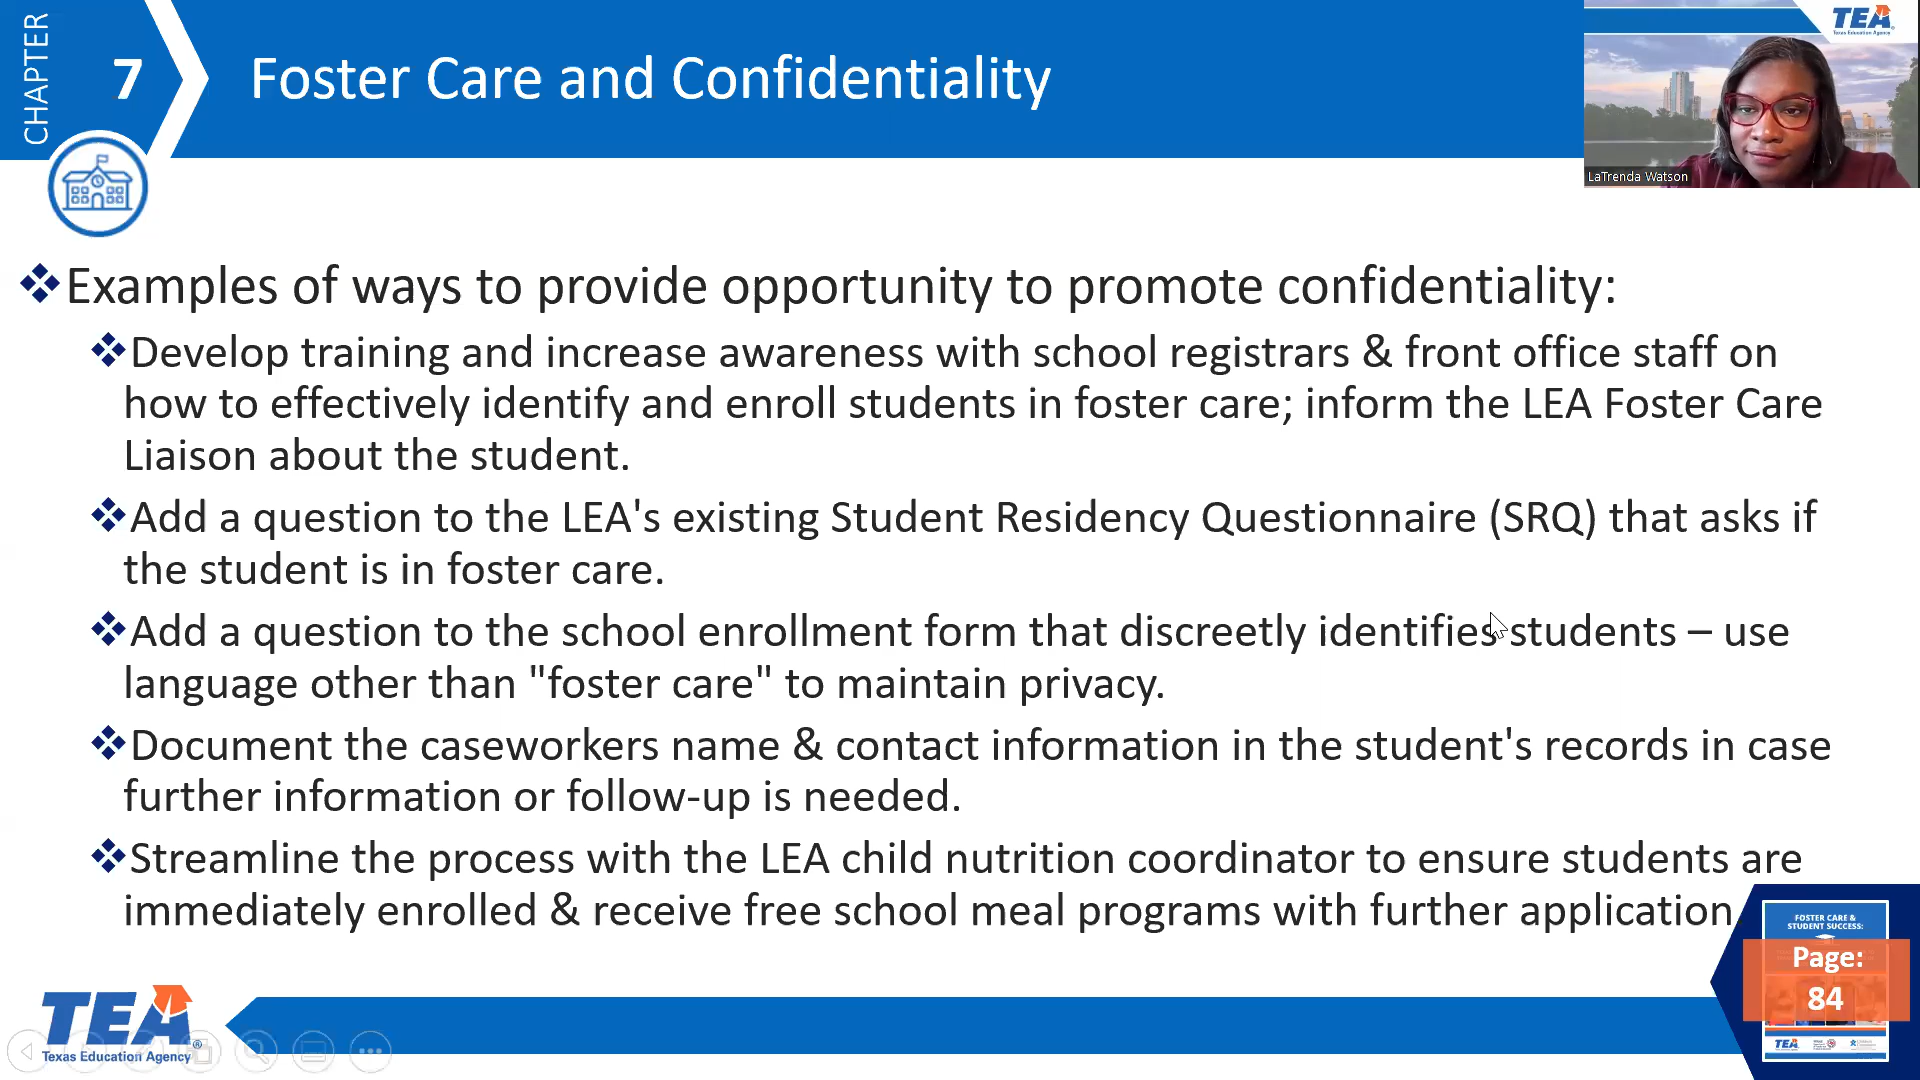 CHAPTER
7
Foster Care and Confidentiality
TEA
Texas Education Agency
LaTrenda Watson
❖Examples of ways to provide opportunity to promote confidentiality:
❖Develop training and increase awareness with school registrars & front office staff on
how to effectively identify and enroll students in foster care; inform the LEA Foster Care
Liaison about the student.
❖Add a question to the LEA's existing Student Residency Questionnaire (SRQ) that asks if
the student is in foster care.
❖Add a question to the school enrollment form that discreetly identifies students – use
language other than "foster care" to maintain privacy.
❖Document the caseworkers name & contact information in the student's records in case
further information or follow-up is needed.
❖Streamline the process with the LEA child nutrition coordinator to ensure students are
immediately enrolled & receive free school meal programs with further application.
FOSTER CARE &
STUDENT SUCCESS:
Page:
84
TEA
TEA
Texas Education Agency
®